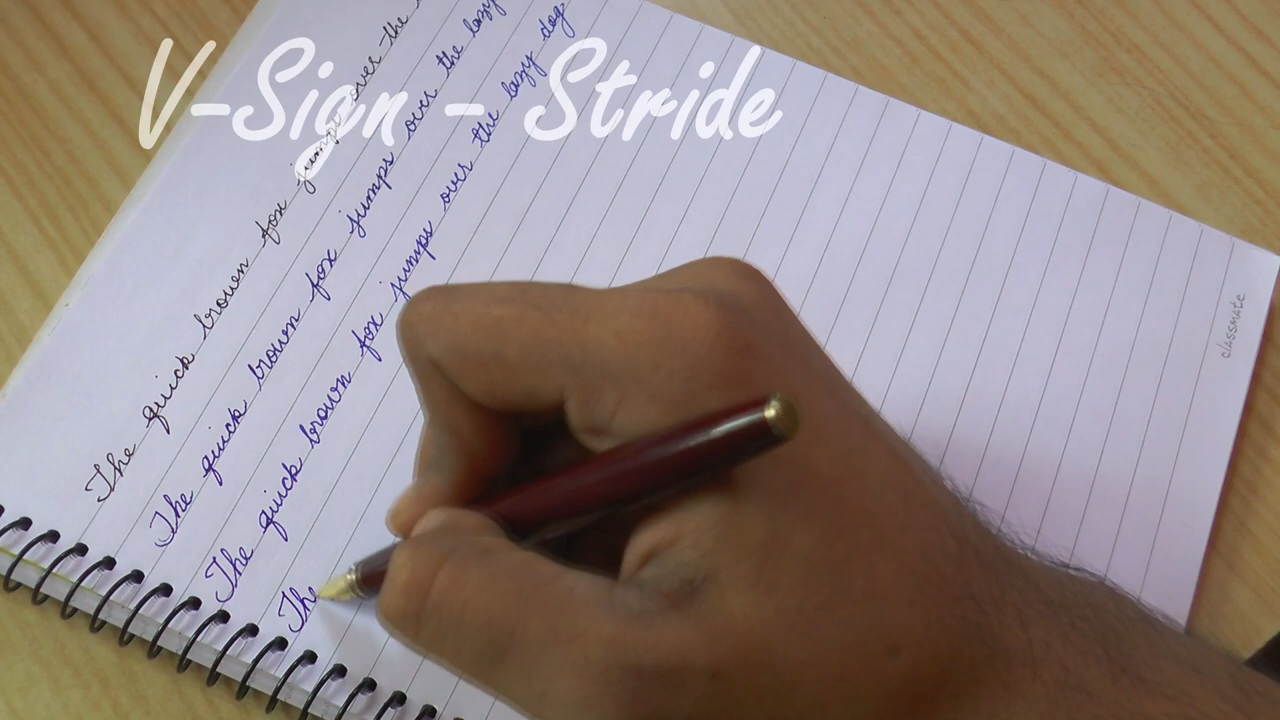 V-Sign - Stride
The quick brown fox jumps over the
The quick brown fox jumps over the lazy
The quick brown fox jumps over the lazy dog
The
classmate